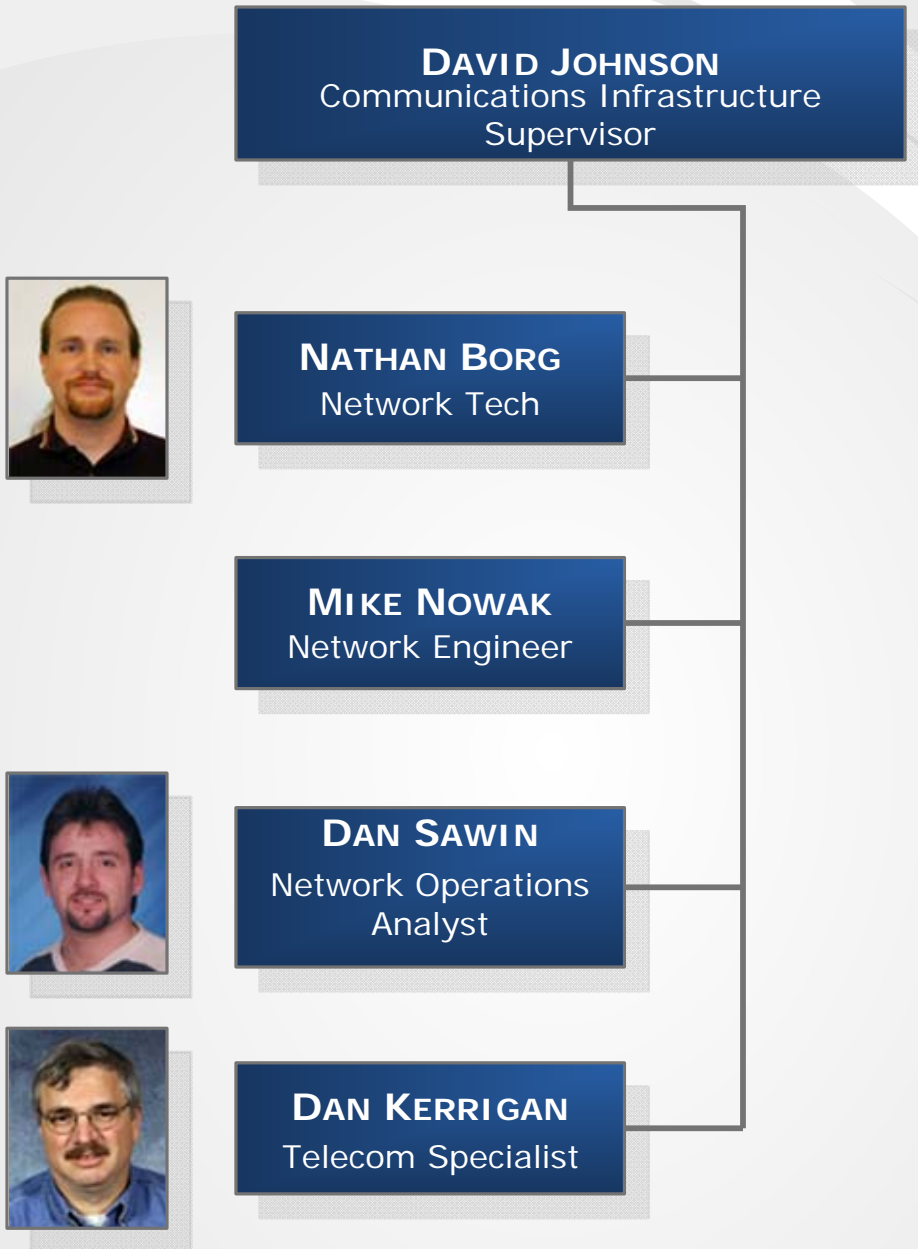 DAVID JOHNSON
Communications Infrastructure
Supervisor
NATHAN BORG
Network Tech
MIKE NOWAK
Network Engineer
DAN SAWIN
Network Operations
Analyst
DAN KERRIGAN
Telecom Specialist